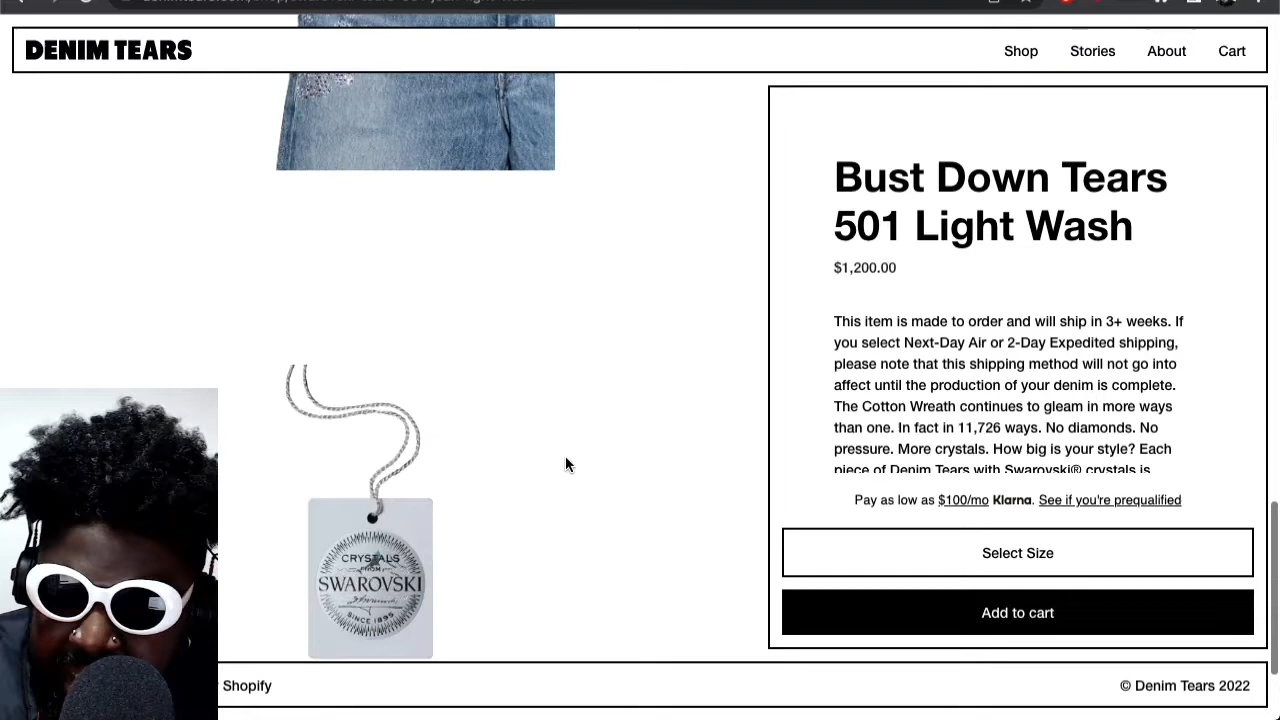 DENIM TEARS
Shop Stories About Cart
Bust Down Tears
501 Light Wash
$1,200.00
This item is made to order and will ship in 3+ weeks. If
you select Next-Day Air or 2-Day Expedited shipping,
please note that this shipping method will not go into
affect until the production of your denim is complete.
The Cotton Wreath continues to gleam in more ways
than one. In fact in 11,726 ways. No diamonds. No
pressure. More crystals. How big is your style? Each
piece of Denim Tears with Swarovski® crystals is
Pay as low as $100/mo Klarna. See if you're prequalified
Select Size
Add to cart
CRYSTALS
FROM
SWAROVSKI
SINCE 1895
Shopify
© Denim Tears 2022